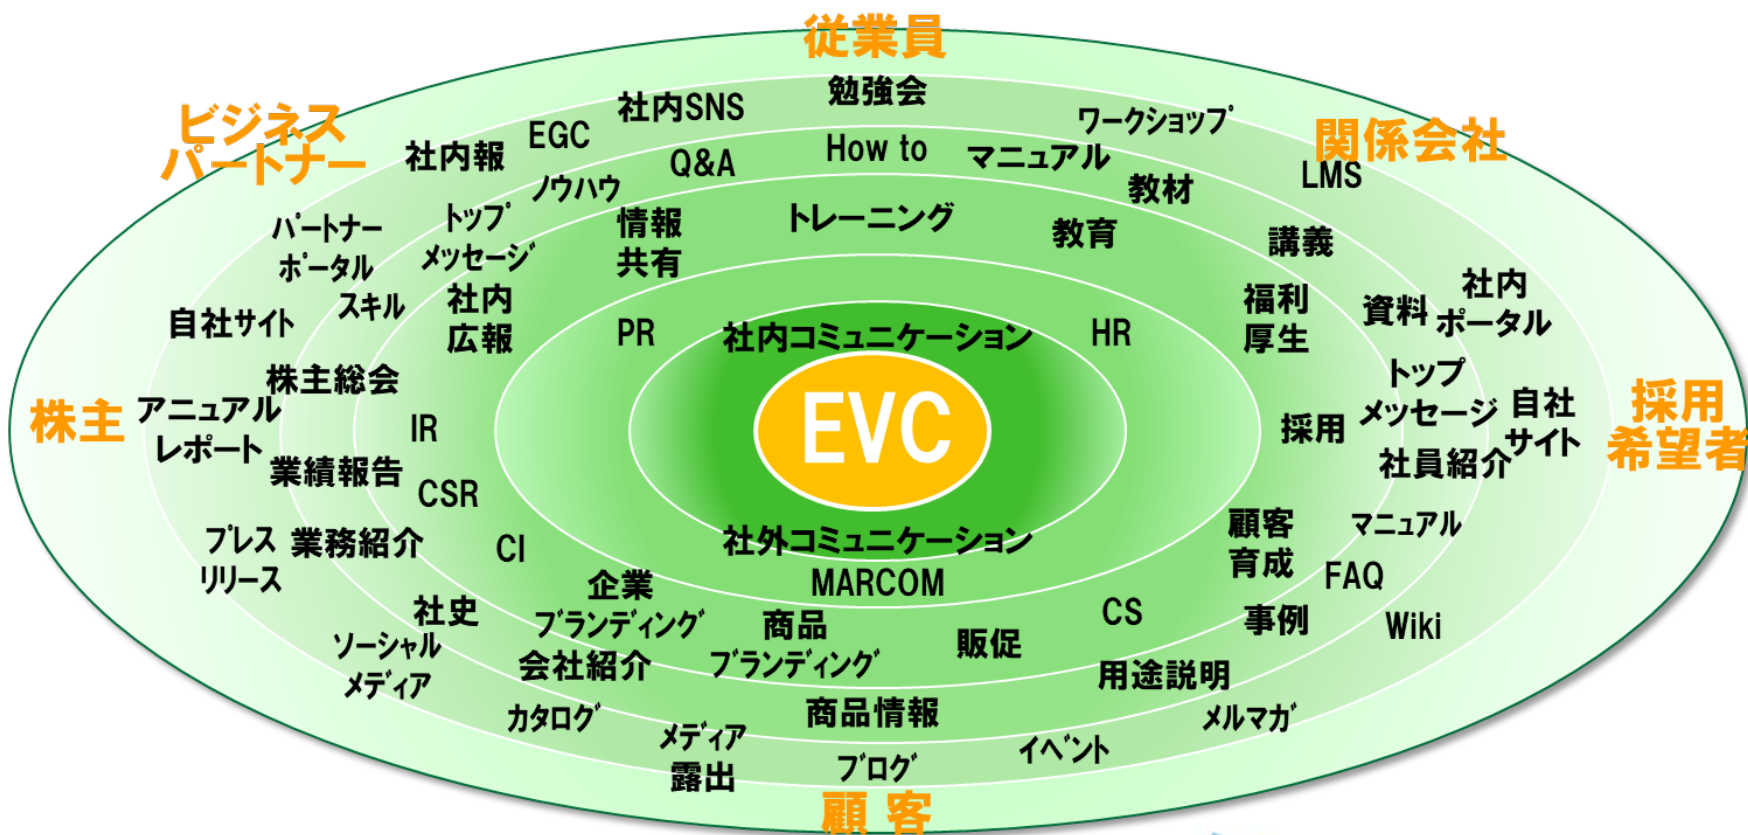 従業員
勉強会
社内SNS
ワークショップ
EGC
社内報
ビジネス
パートナー
関係会社
LMS
How to
マニュアル
Q&A
ノウハウ
教材
トップ
メッセージ
情報
共有
トレーニング
教育
講義
パートナー
ポータル
スキル
自社サイト
社内
広報
PR
社内コミュニケーション
HR
福利
厚生
資料
社内
ポータル
株主
株主総会
アニュアル
レポート
業績報告
IR
CSR
EVC
採用
トップ
メッセージ
社員紹介
自社
サイト
採用
希望者
プレス
リリース
業務紹介
CI
社外コミュニケーション
MARCOM
顧客
育成
マニュアル
FAQ
社史
企業
ブランディング
会社紹介
商品
ブランディング
販促
CS
事例
Wiki
ソーシャル
メディア
用途説明
カタログ
商品情報
メルマガ
メディア
露出
ブログ
イベント
顧客